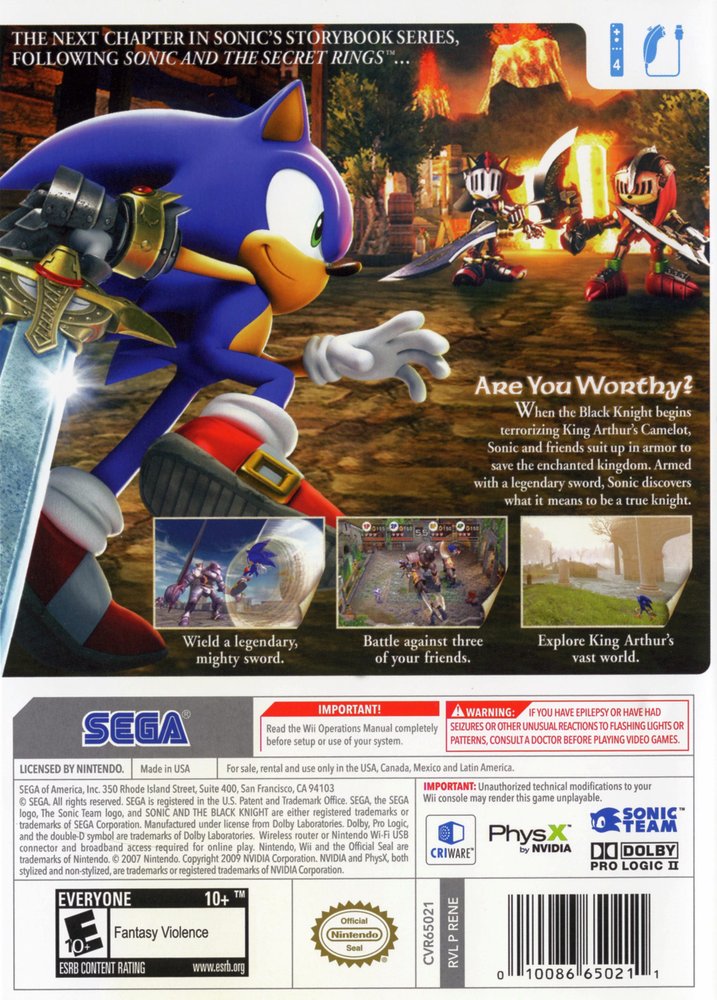 THE NEXT CHAPTER IN SONIC'S STORYBOOK SERIES,
FOLLOWING SONIC AND THE SECRET RINGS™...
4
ARE YOU WORTHY?
When the Black Knight begins
terrorizing King Arthur's Camelot,
Sonic and friends suit up in armor to
save the enchanted kingdom. Armed
with a legendary sword, Sonic discovers
what it means to be a true knight.
Wield a legendary,
mighty sword.
Battle against three
of your friends.
Explore King Arthur's
vast world.
SEGA®
IMPORTANT!
Read the Wii Operations Manual completely
before setup or use of your system.
WARNING: IF YOU HAVE EPILEPSY OR HAVE HAD
SEIZURES OR OTHER UNUSUAL REACTIONS TO FLASHING LIGHTS OR
PATTERNS, CONSULT A DOCTOR BEFORE PLAYING VIDEO GAMES.
LICENSED BY NINTENDO.
Made in USA
For sale, rental and use only in the USA, Canada, Mexico and Latin America.
SEGA of America, Inc. 350 Rhode Island Street, Suite 400, San Francisco, CA 94103
© SEGA. All rights reserved. SEGA is registered in the U.S. Patent and Trademark Office. SEGA, the SEGA
logo, The Sonic Team logo, and SONIC AND THE BLACK KNIGHT are either registered trademarks or
trademarks of SEGA Corporation. Manufactured under license from Dolby Laboratories. Dolby, Pro Logic,
and the double-D symbol are trademarks of Dolby Laboratories. Wireless router or Nintendo Wi-Fi USB
connector and broadband access required for online play. Nintendo, Wii and the Official Seal are
trademarks of Nintendo. © 2007 Nintendo. Copyright 2009 NVIDIA Corporation. NVIDIA and PhysX, both
stylized and non-stylized, are trademarks or registered trademarks of NVIDIA Corporation.
IMPORTANT: Unauthorized technical modifications to your
Wii console may render this game unplayable.
CRIWARE™
PhysX™
by NVIDIA
SONIC
TEAM™
DOLBY
PRO LOGIC II
EVERYONE 10+ ™
E
10+
Fantasy Violence
ESRB CONTENT RATING www.esrb.org
Official
Nintendo
Seal
CVR65021
RVL P RENE
0 10086 65021 1